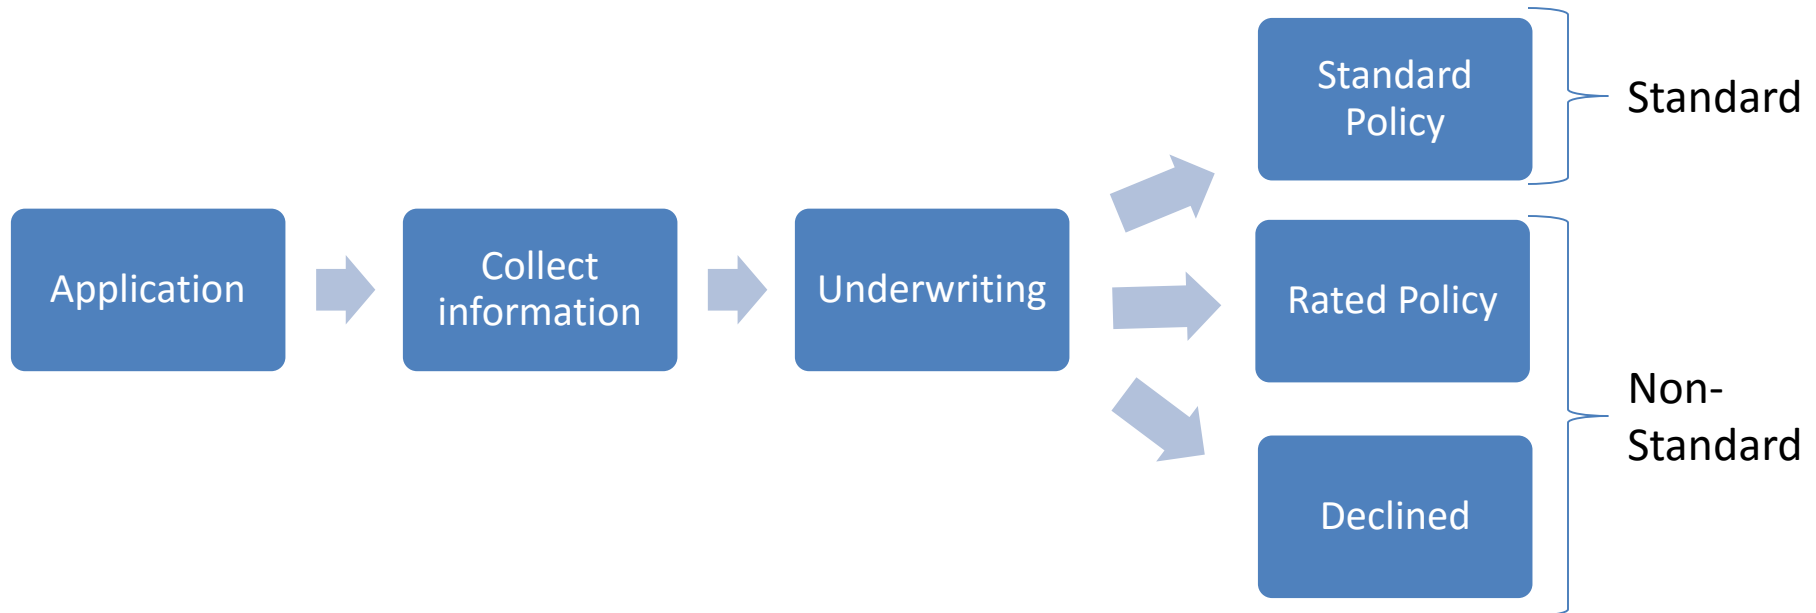 Application
Collect
information
Underwriting
Standard
Policy
Rated Policy
Declined
Standard
Non-
Standard